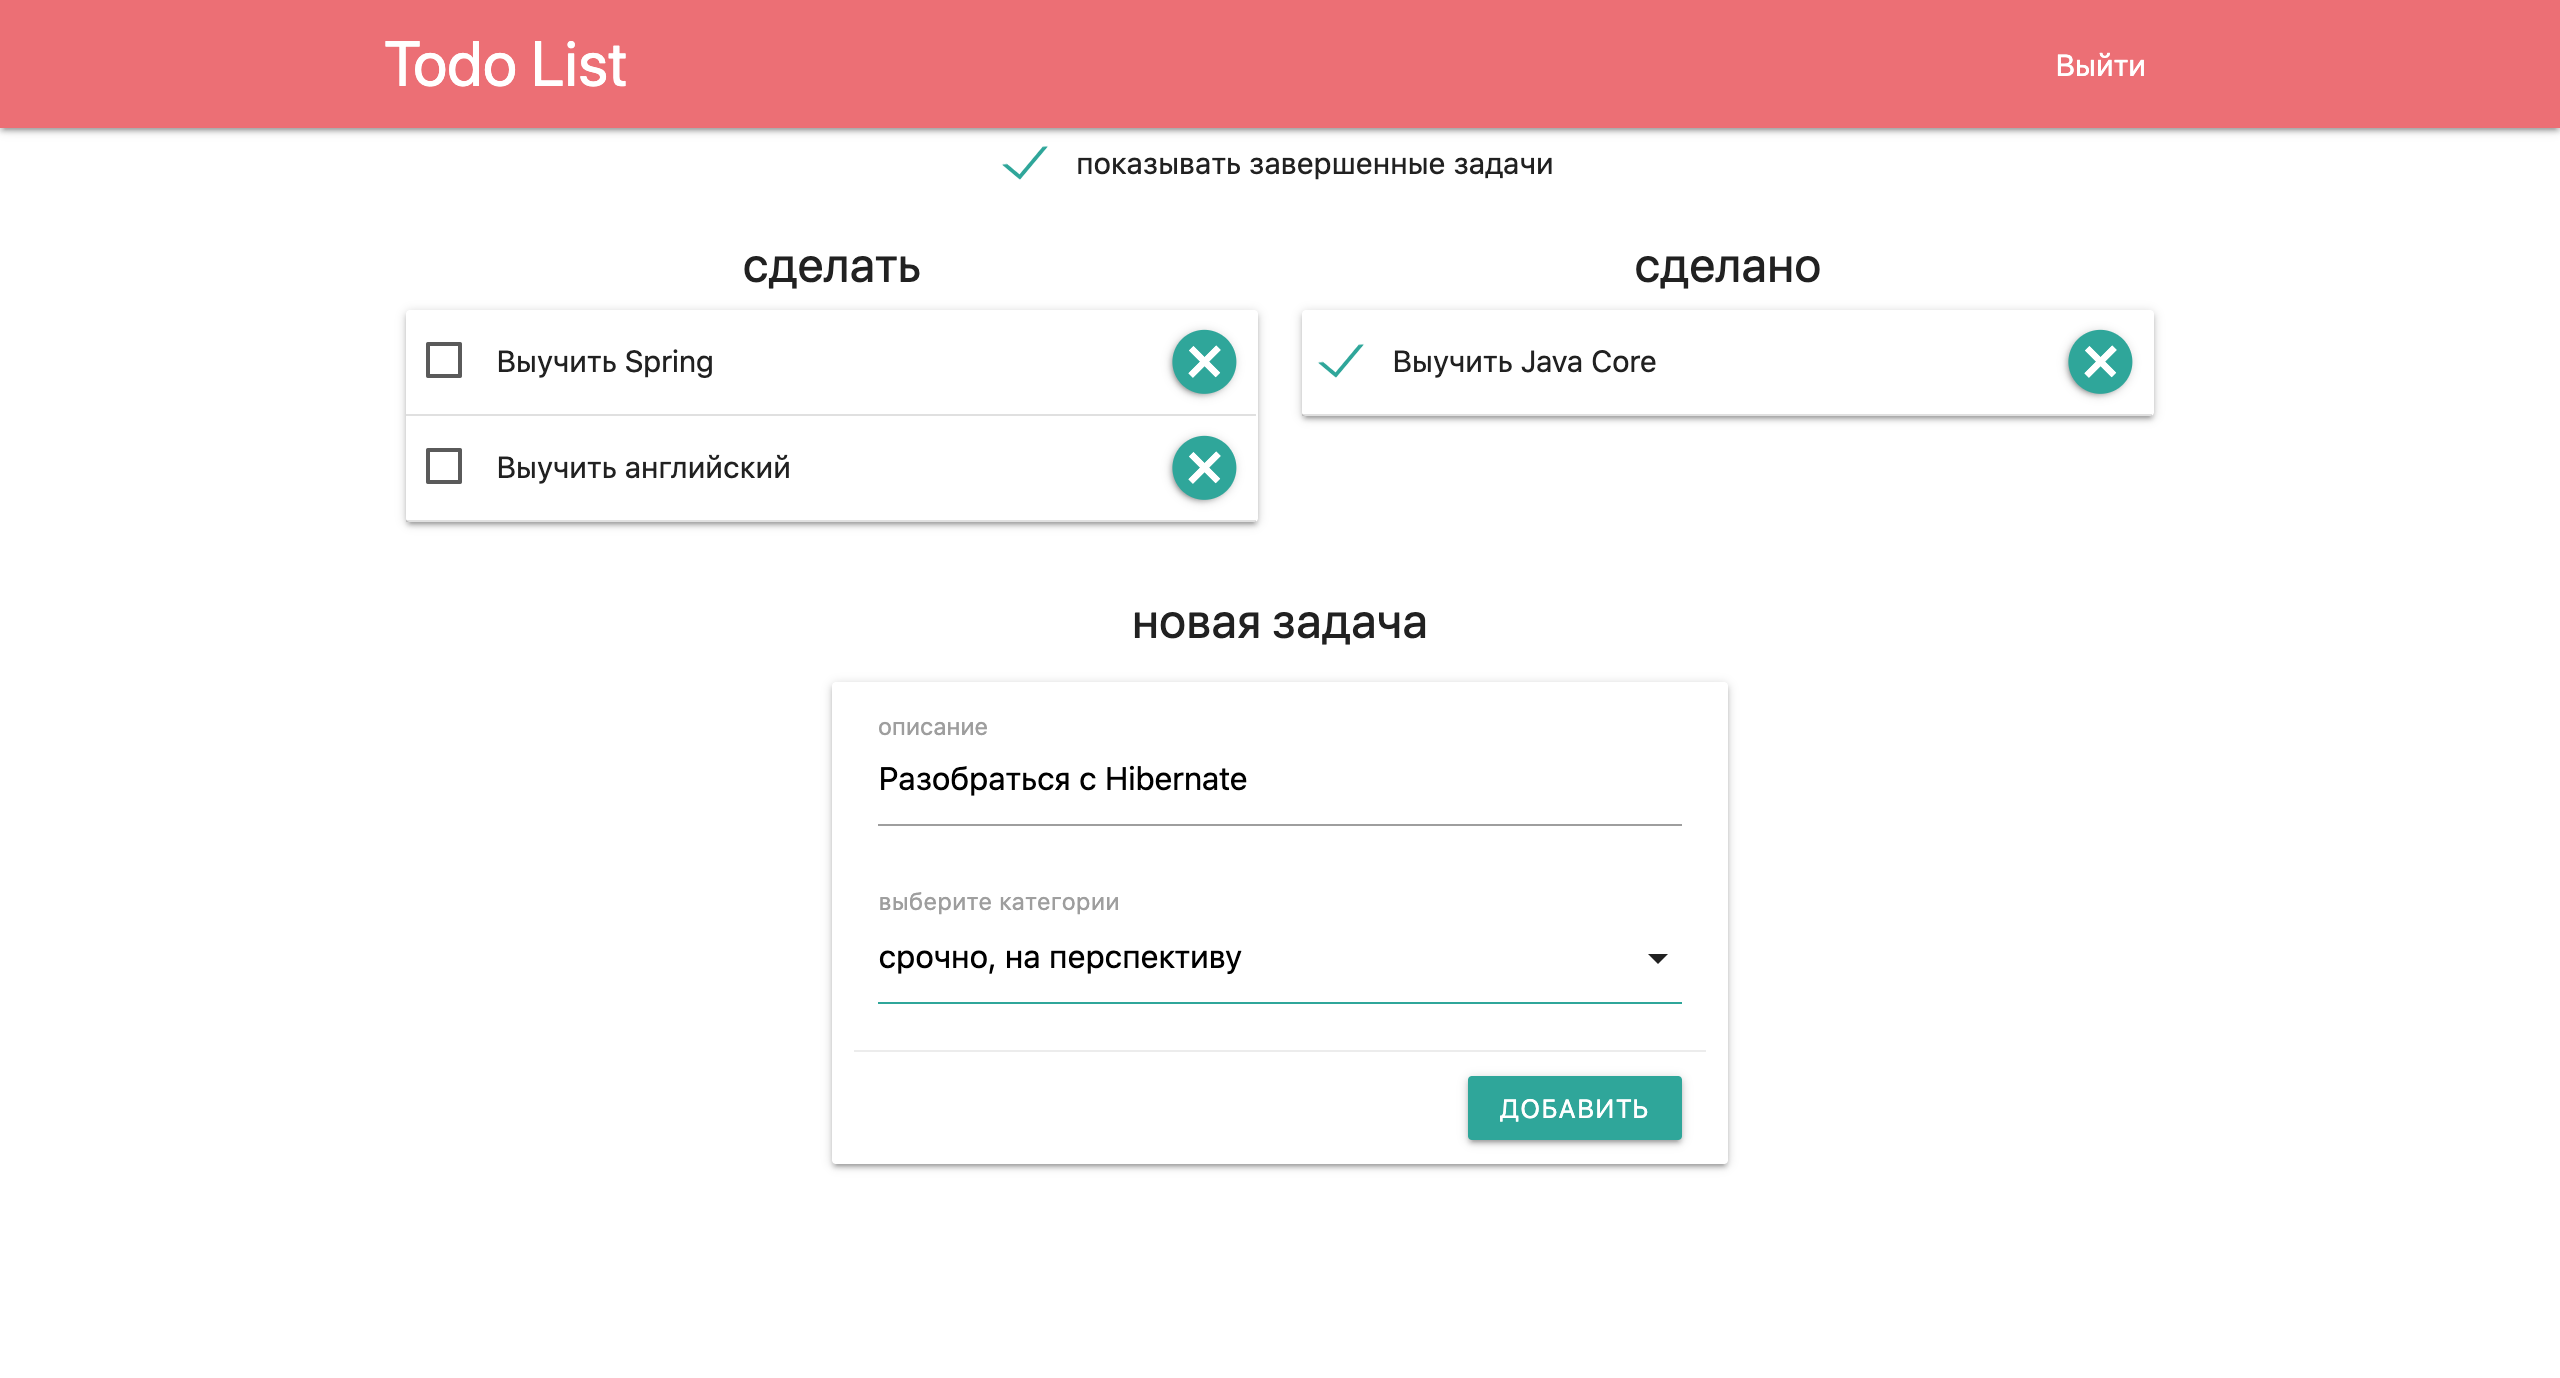 Todo List
Выйти
показывать завершенные задачи
сделать
Выучить Spring
Выучить английский
сделано
Выучить Java Core
новая задача
описание
Разобраться с Hibernate
выберите категории
срочно, на перспективу
ДОБАВИТЬ